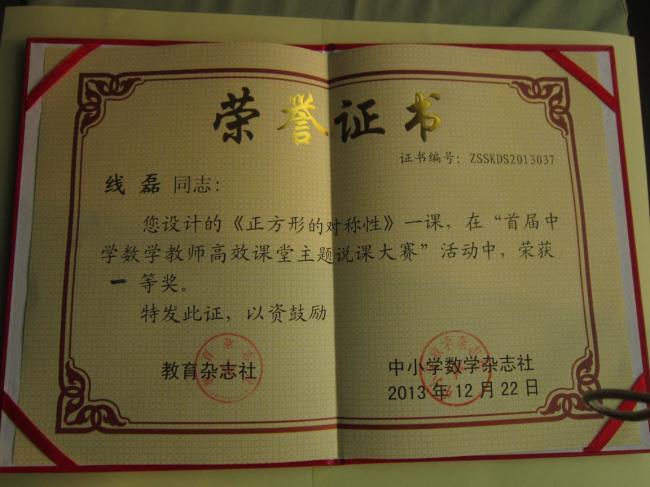 荣誉证书
证书编号：ZSSKDS2013037
线磊同志：
您设计的《正方形的对称性》一课，在“首届中
学数学教师高效课堂主题说课大赛”活动中，荣获
一等奖。
特发此证，以资鼓励
教育杂志社
中小学数学杂志社
2013年12月22日